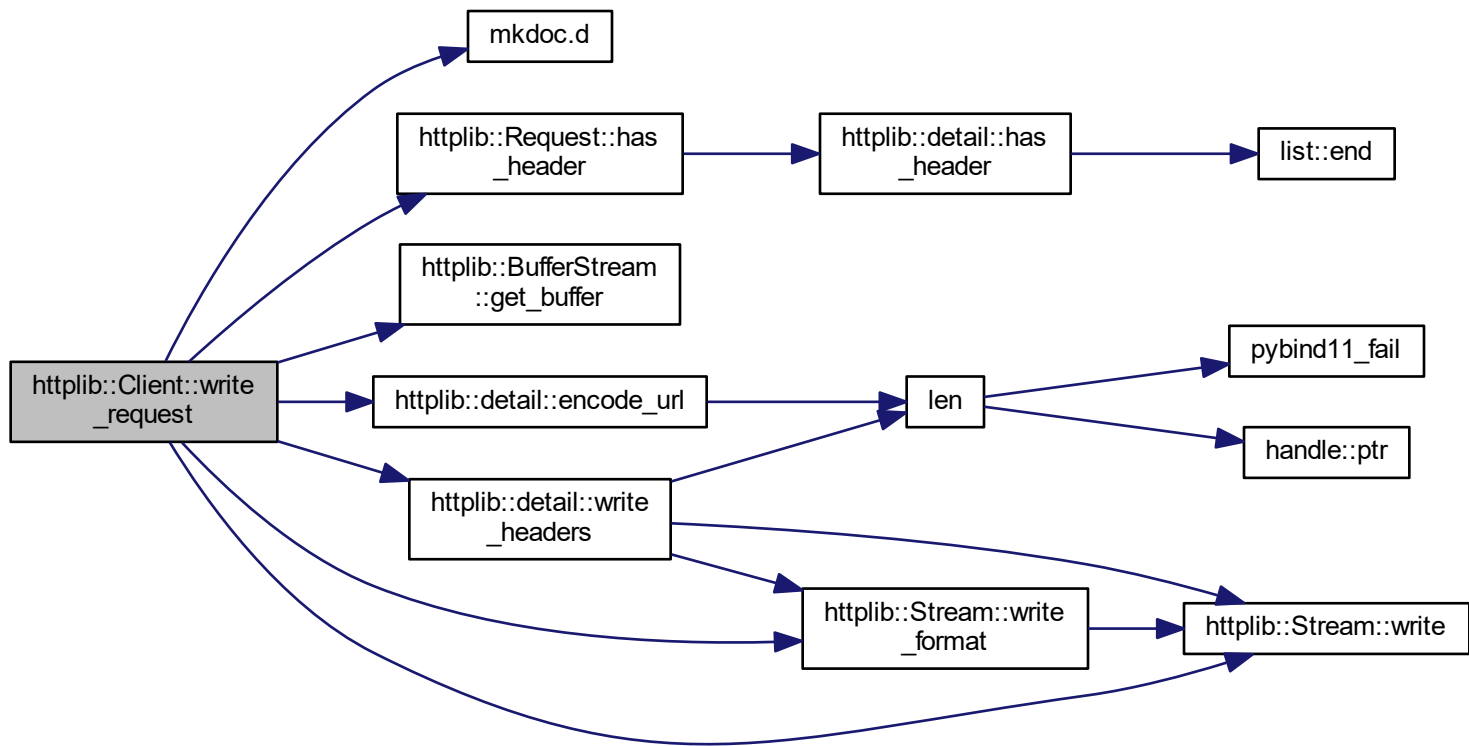 mkdoc.d
httplib::Request::has
_header
httplib::detail::has
_header
list::end
httplib::BufferStream
::get_buffer
httplib::Client::write
_request
httplib::detail::encode_url
len
pybind11_fail
handle::ptr
httplib::detail::write
_headers
httplib::Stream::write
_format
httplib::Stream::write